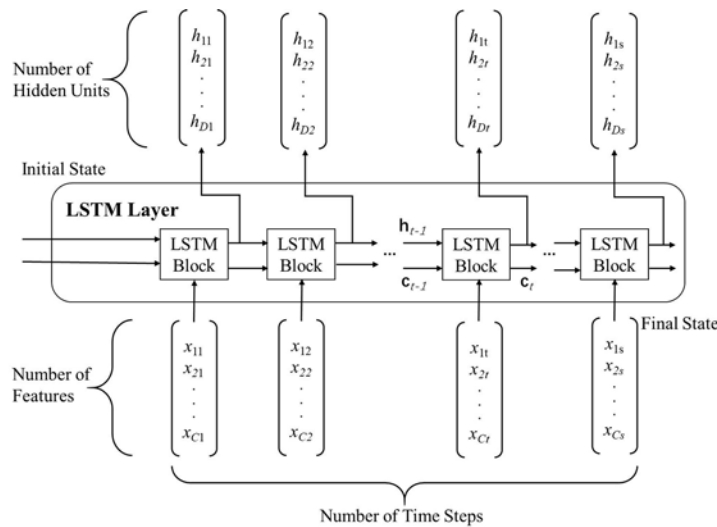 h11 h12 h1t h1s
Number of Hidden Units
h21 h22 h2t h2s
. . . .
. . . .
. . . .
hD1 hD2 hDt hDs
Initial State
LSTM Layer
ht-1
LSTM Block LSTM Block ... LSTM Block ... LSTM Block
ct-1 ct
Final State
x11 x12 x1t x1s
Number of Features
x21 x22 x2t x2s
. . . .
. . . .
. . . .
xC1 xC2 xCt xCs
Number of Time Steps